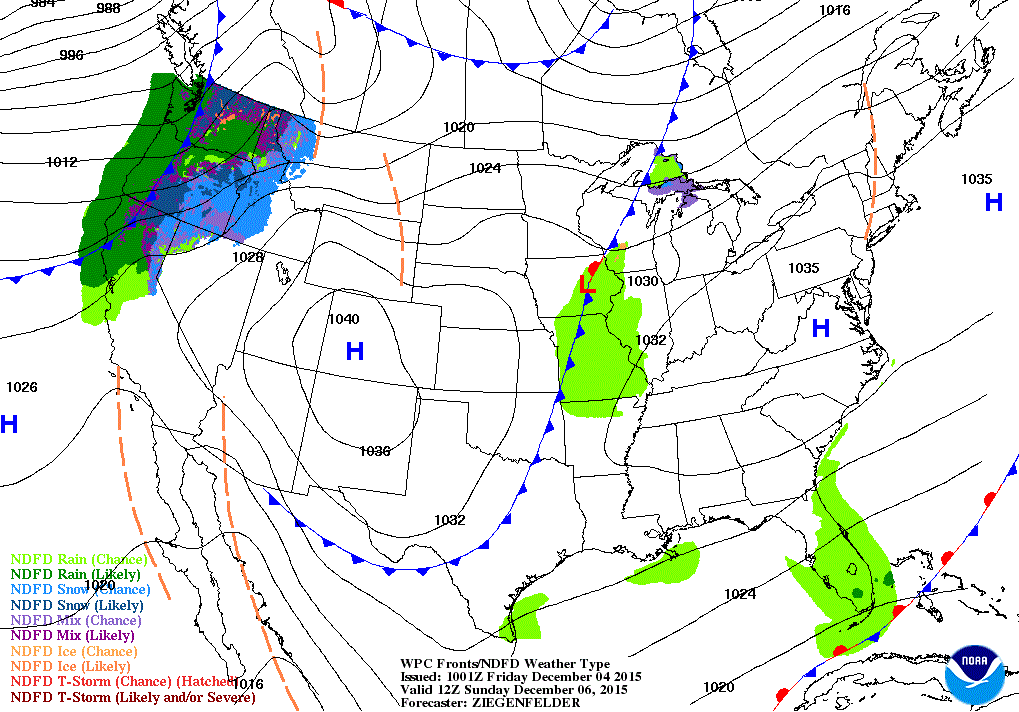 984
988
1016
996
1020
1012
1024
1035
H
1028
1035
1030
L
1040
H
H
1032
1026
H
1036
1032
NDFD Rain (Chance)
NDFD Rain (Likely)
1020
NDFD Snow (Chance)
NDFD Snow (Likely)
NDFD Mix (Chance)
NDFD Mix (Likely)
NDFD Ice (Chance)
NDFD Ice (Likely)
NDFD T-Storm (Chance) (Hatched)
1016
NDFD T-Storm (Likely and/or Severe)
1024
1020
WPC Fronts/NDFD Weather Type
Issued: 1001Z Friday December 04 2015
Valid 12Z Sunday December 06, 2015
Forecaster: ZIEGENFELDER
NOAA